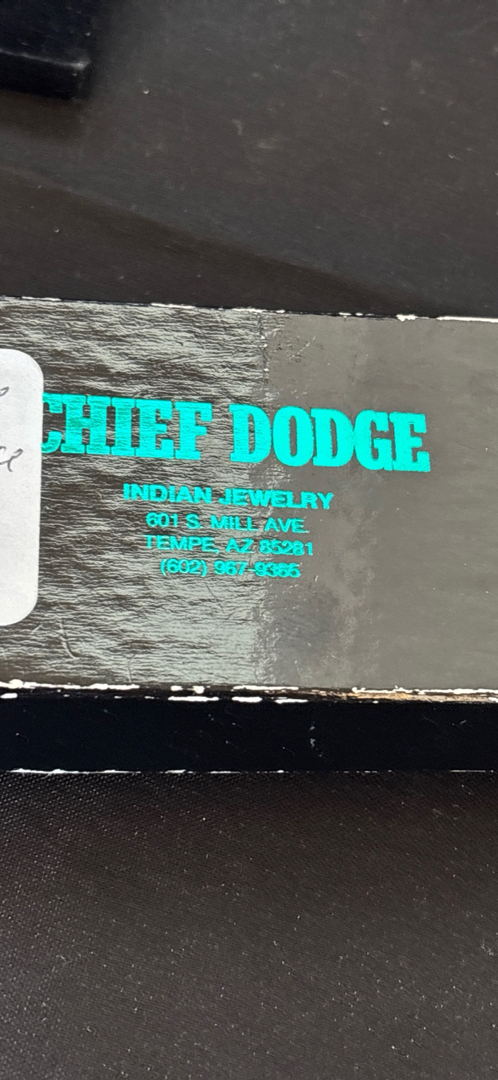 CHIEF DODGE
INDIAN JEWELRY
601 S. MILL AVE.
TEMPE, AZ 85281
(602) 967-9365